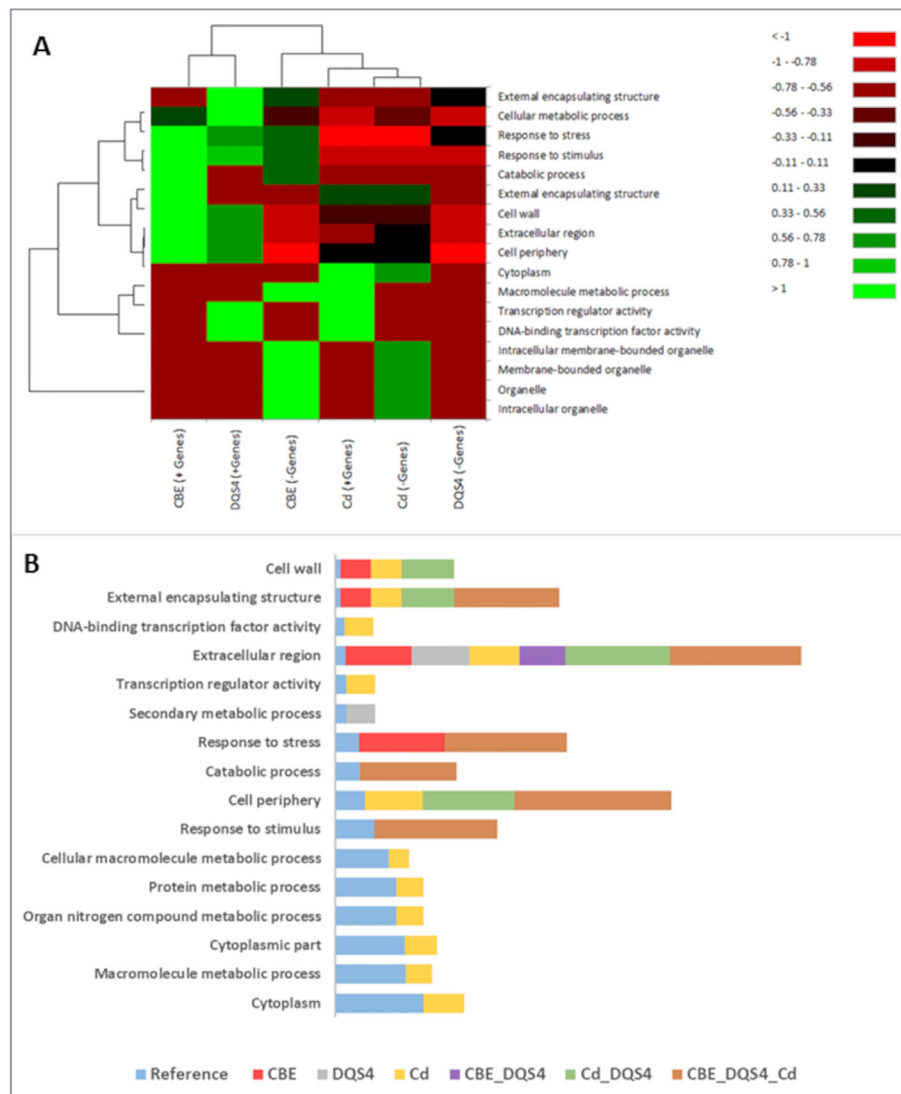 A
< -1
-1 - -0.78
-0.78 - -0.56
-0.56 - -0.33
-0.33 - -0.11
-0.11 - 0.11
0.11 - 0.33
0.33 - 0.56
0.56 - 0.78
0.78 - 1
> 1
External encapsulating structure
Cellular metabolic process
Response to stress
Response to stimulus
Catabolic process
External encapsulating structure
Cell wall
Extracellular region
Cell periphery
Cytoplasm
Macromolecule metabolic process
Transcription regulator activity
DNA-binding transcription factor activity
Intracellular membrane-bounded organelle
Membrane-bounded organelle
Organelle
Intracellular organelle
CBE (+ Genes)
DQS4 (+Genes)
CBE (-Genes)
Cd (+Genes)
Cd (-Genes)
DQS4 (-Genes)
B
Cell wall
External encapsulating structure
DNA-binding transcription factor activity
Extracellular region
Transcription regulator activity
Secondary metabolic process
Response to stress
Catabolic process
Cell periphery
Response to stimulus
Cellular macromolecule metabolic process
Protein metabolic process
Organ nitrogen compound metabolic process
Cytoplasmic part
Macromolecule metabolic process
Cytoplasm
Reference CBE DQS4 Cd CBE_DQS4 Cd_DQS4 CBE_DQS4_Cd